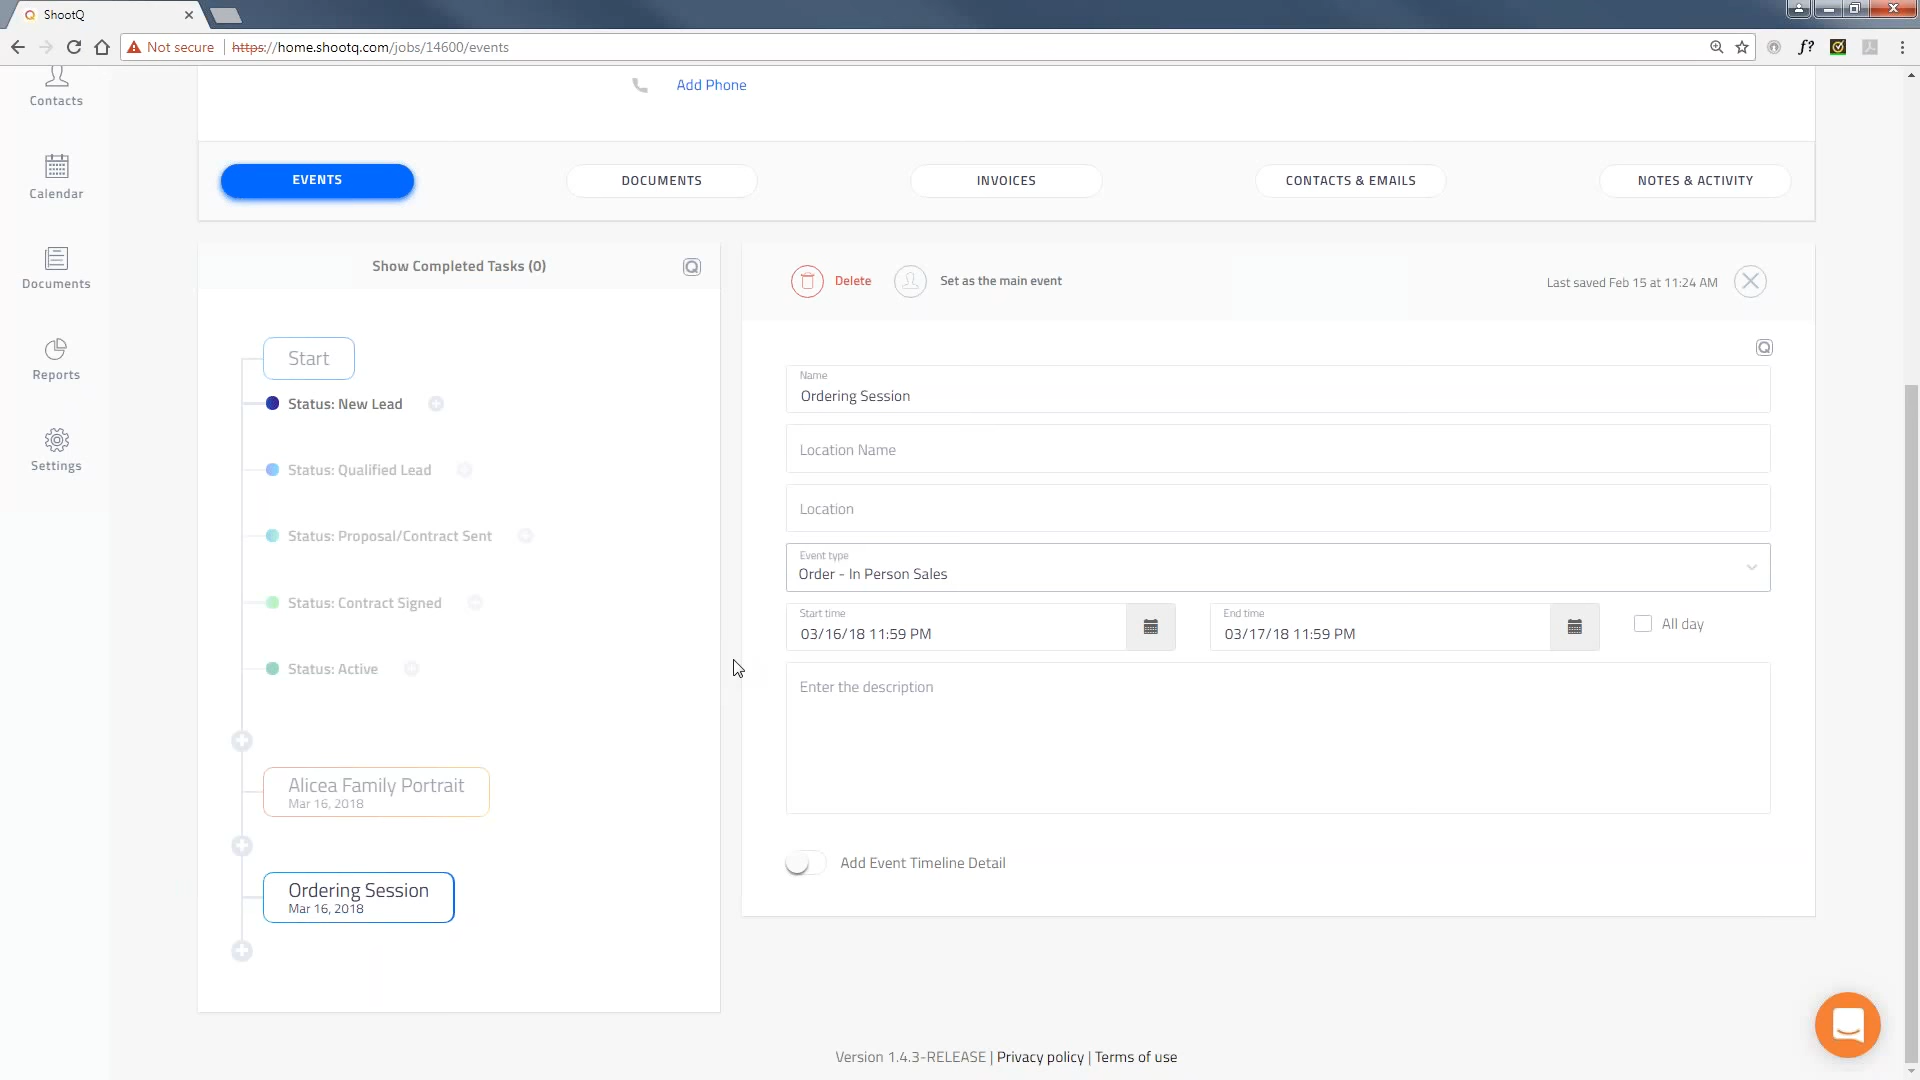 ShootQ
Not secure
https://home.shootq.com/jobs/14600/events
f?
Contacts
Add Phone
Calendar
EVENTS
DOCUMENTS
INVOICES
CONTACTS & EMAILS
NOTES & ACTIVITY
Documents
Reports
Settings
Show Completed Tasks (0)
Q
Start
Status: New Lead
Status: Qualified Lead
Status: Proposal/Contract Sent
Status: Contract Signed
Status: Active
Alicea Family Portrait
Mar 16, 2018
Ordering Session
Mar 16, 2018
Delete
Set as the main event
Last saved Feb 15 at 11:24 AM
Q
Name
Ordering Session
Location Name
Location
Event type
Order - In Person Sales
Start time
03/16/18 11:59 PM
End time
03/17/18 11:59 PM
All day
Enter the description
Add Event Timeline Detail
Version 1.4.3-RELEASE | Privacy policy | Terms of use